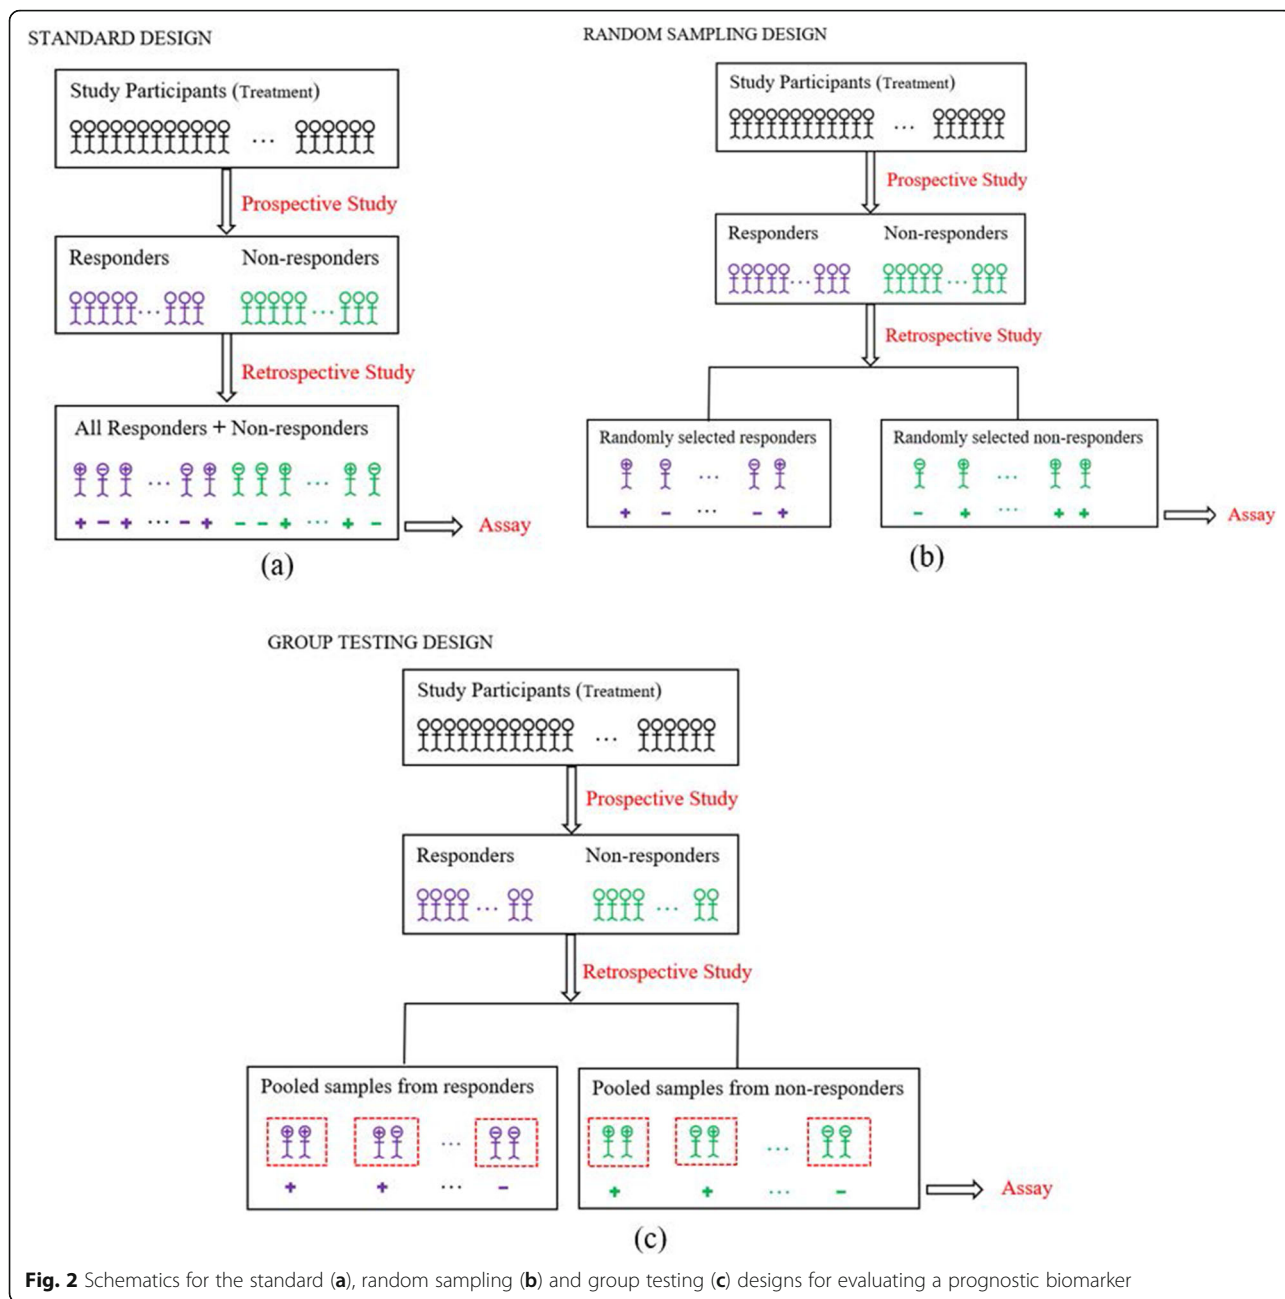 STANDARD DESIGN
Study Participants (Treatment)
...
Prospective Study
Responders Non-responders
... ...
Retrospective Study
All Responders + Non-responders
... ...
+ - + ... - + - - + ... + -
Assay
(a)
RANDOM SAMPLING DESIGN
Study Participants (Treatment)
...
Prospective Study
Responders Non-responders
... ...
Retrospective Study
Randomly selected responders
...
+ - ... - +
Randomly selected non-responders
...
- + ... + +
Assay
(b)
GROUP TESTING DESIGN
Study Participants (Treatment)
...
Prospective Study
Responders Non-responders
... ...
Retrospective Study
Pooled samples from responders
...
+ + ... -
Pooled samples from non-responders
...
+ + ... -
Assay
(c)
Fig. 2 Schematics for the standard (a), random sampling (b) and group testing (c) designs for evaluating a prognostic biomarker